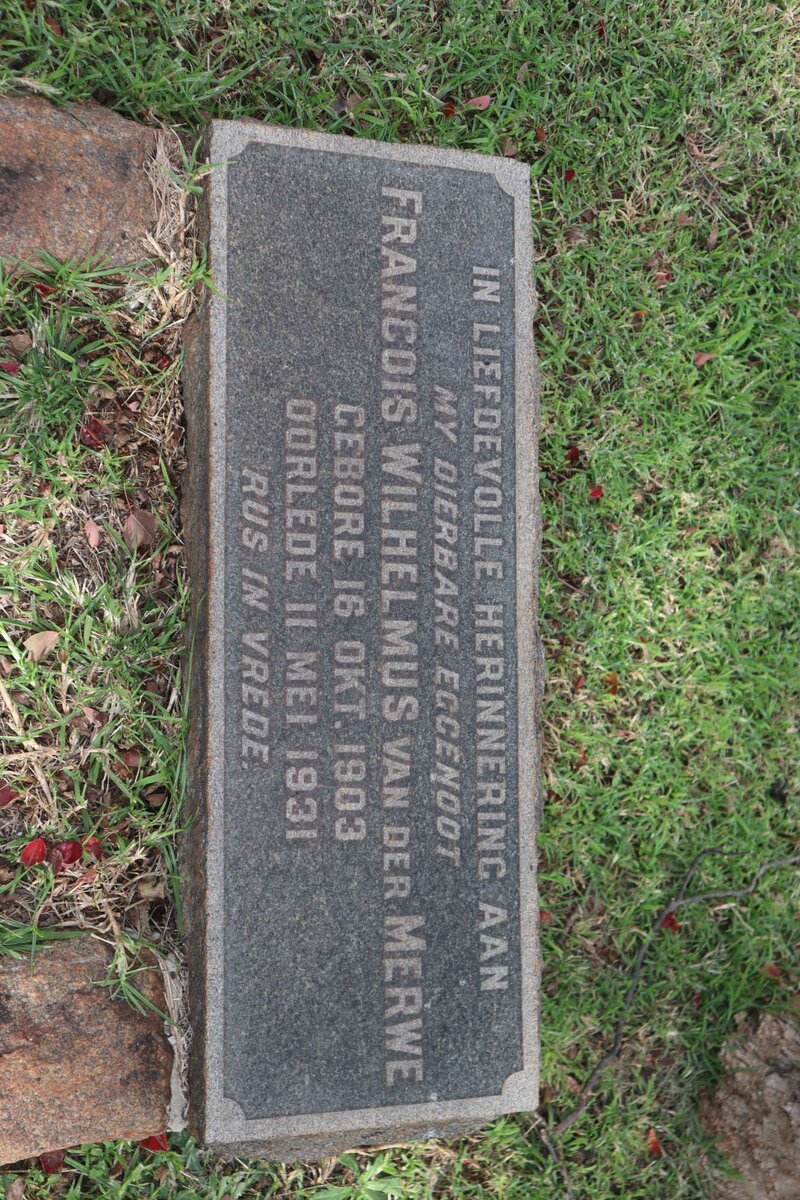 IN LIEFDEVOLLE HERINNERING AAN
MY DIERBARE EGGENOOT
FRANCOIS WILHELMUS VAN DER MERWE
GEBORE 16 OKT. 1903
OORLEDE 11 MEI 1931
RUS IN VREDE.